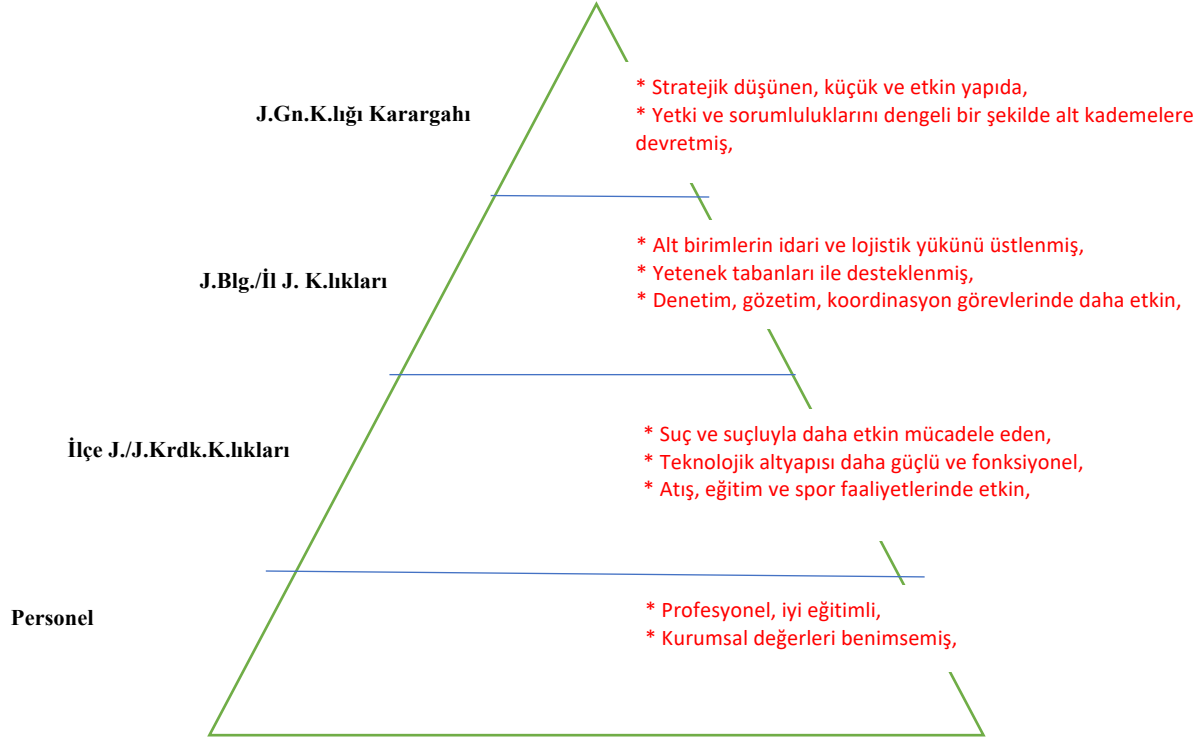 J.Gn.K.lığı Karargahı
* Stratejik düşünen, küçük ve etkin yapıda,
* Yetki ve sorumluluklarını dengeli bir şekilde alt kademelere
devretmiş,
J.Blg./İl J. K.lıkları
* Alt birimlerin idari ve lojistik yükünü üstlenmiş,
* Yetenek tabanları ile desteklenmiş,
* Denetim, gözetim, koordinasyon görevlerinde daha etkin,
İlçe J./J.Krdk.K.lıkları
* Suç ve suçluyla daha etkin mücadele eden,
* Teknolojik altyapısı daha güçlü ve fonksiyonel,
* Atış, eğitim ve spor faaliyetlerinde etkin,
Personel
* Profesyonel, iyi eğitimli,
* Kurumsal değerleri benimsemiş,